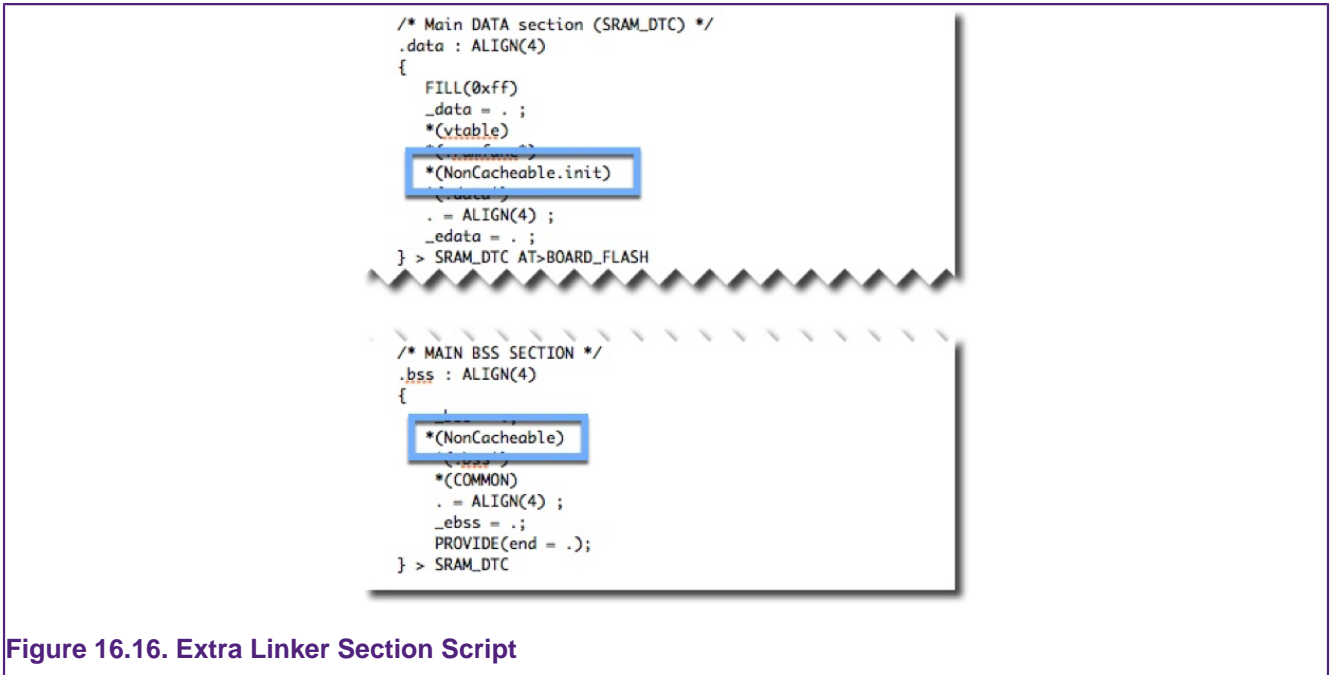 /* Main DATA section (SRAM_DTC) */
.data : ALIGN(4)
{
FILL(0xff)
_data = . ;
*(vtable)
*(NonCacheable.init)
. = ALIGN(4) ;
_edata = . ;
} > SRAM_DTC AT>BOARD_FLASH
/* MAIN BSS SECTION */
.bss : ALIGN(4)
{
*(NonCacheable)
*(COMMON)
. = ALIGN(4) ;
_ebss = .;
PROVIDE(end = .);
} > SRAM_DTC
Figure 16.16. Extra Linker Section Script